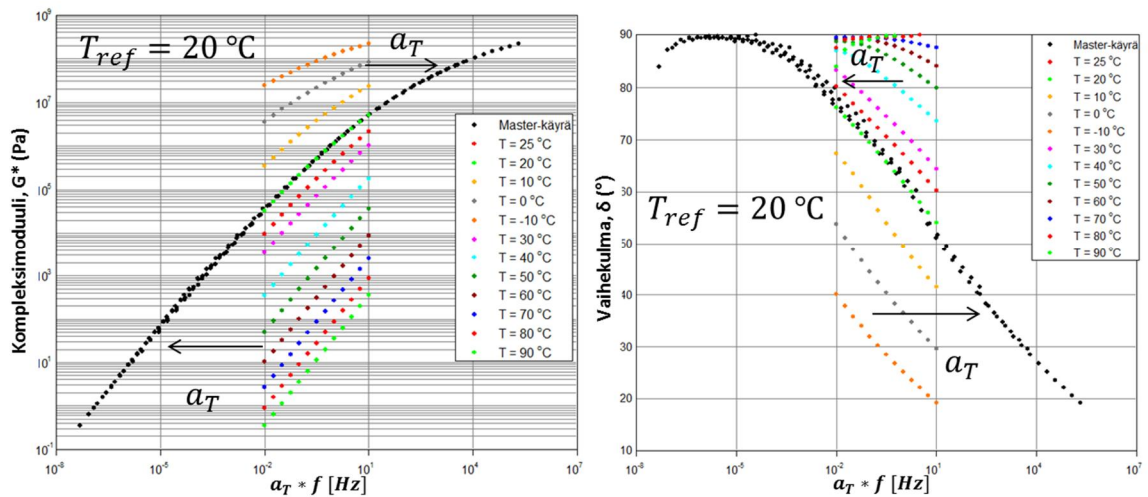 T_ref = 20 °C
a_T
Kompleksimoduuli, G* (Pa)
10^9
10^7
10^5
10^3
10^1
10^-1
Master-käyrä
T = 25 °C
T = 20 °C
T = 10 °C
T = 0 °C
T = -10 °C
T = 30 °C
T = 40 °C
T = 50 °C
T = 60 °C
T = 70 °C
T = 80 °C
T = 90 °C
a_T
10^-8
10^-5
10^-2
10^1
10^4
10^7
a_T * f [Hz]
Vaihekulma, δ (°)
90
80
70
60
50
40
30
20
10
a_T
Master-käyrä
T = 25 °C
T = 20 °C
T = 10 °C
T = 0 °C
T = -10 °C
T = 30 °C
T = 40 °C
T = 50 °C
T = 60 °C
T = 70 °C
T = 80 °C
T = 90 °C
T_ref = 20 °C
a_T
10^-8
10^-5
10^-2
10^1
10^4
10^7
a_T * f [Hz]